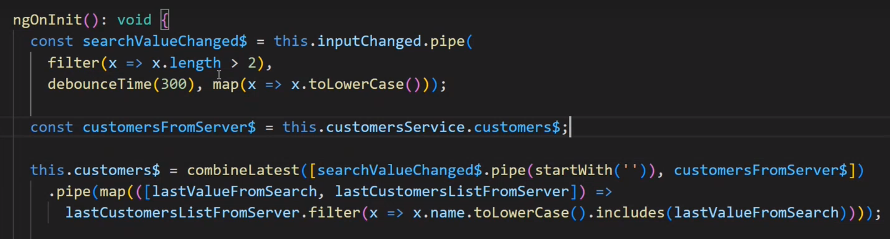 ngOnInit(): void {
const searchValueChanged$ = this.inputChanged.pipe(
filter(x => x.length > 2),
debounceTime(300), map(x => x.toLowerCase()));
const customersFromServer$ = this.customersService.customers$;
this.customers$ = combineLatest([searchValueChanged$.pipe(startWith('')), customersFromServer$])
.pipe(map(([lastValueFromSearch, lastCustomersListFromServer]) =>
lastCustomersListFromServer.filter(x => x.name.toLowerCase().includes(lastValueFromSearch))));